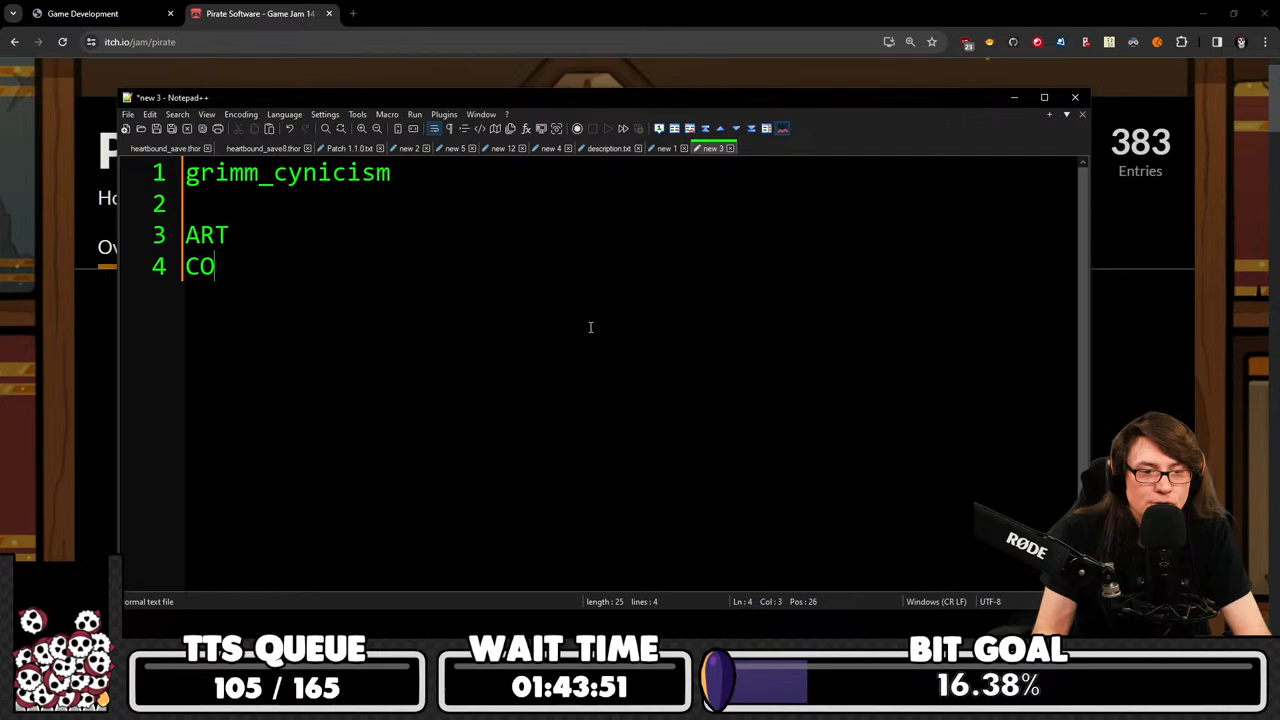 Game Development
Pirate Software - Game Jam 14
itch.io/jam/pirate
21
*new 3 - Notepad++
File Edit Search View Encoding Language Settings Tools Macro Run Plugins Window ?
heartbound_save.thor heartbound_save8.thor Patch 1.1.0.txt new 2 new 5 new 12 new 4 description.txt new 1 new 3
383
Entries
P
Ho
Ov
1 grimm_cynicism
2
3 ART
4 CO
RØDE
ormal text file length : 25 lines : 4 Ln : 4 Col : 3 Pos : 26 Windows (CR LF) UTF-8
TTS QUEUE
105 / 165
WAIT TIME
01:43:51
BIT GOAL
16.38%